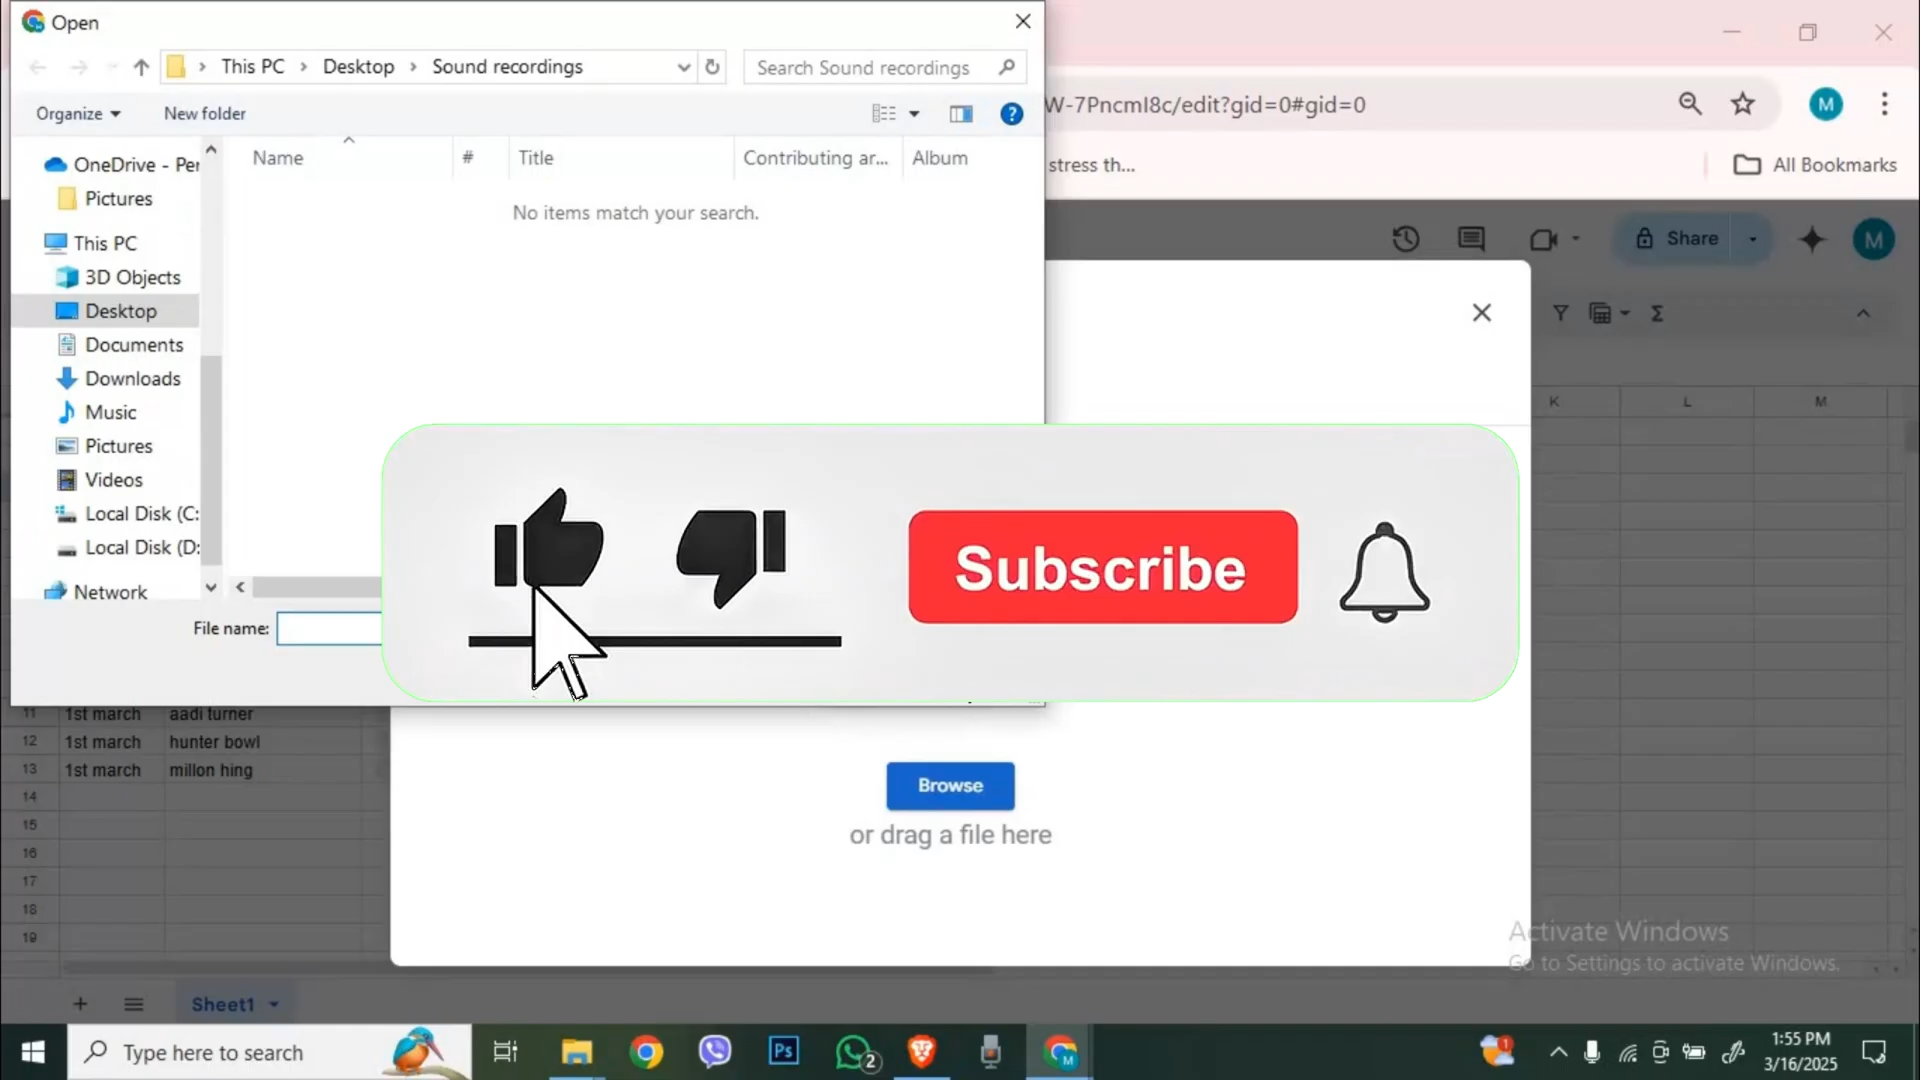 Open
This PC > Desktop > Sound recordings
Search Sound recordings
Organize
New folder
W-7PncmI8c/edit?gid=0#gid=0
M
stress th...
All Bookmarks
Name
#
Title
Contributing ar...
Album
No items match your search.
OneDrive - Per
Pictures
This PC
3D Objects
Desktop
Documents
Downloads
Music
Pictures
Videos
Local Disk (C:
Local Disk (D:
Network
File name:
Share
M
K L M
Subscribe
11 1st march aadi turner
12 1st march hunter bowl
13 1st march millon hing
14
15
16
17
18
19
Browse
or drag a file here
Activate Windows
Go to Settings to activate Windows.
Sheet1
Type here to search
Ps
2
M
1
1:55 PM
3/16/2025